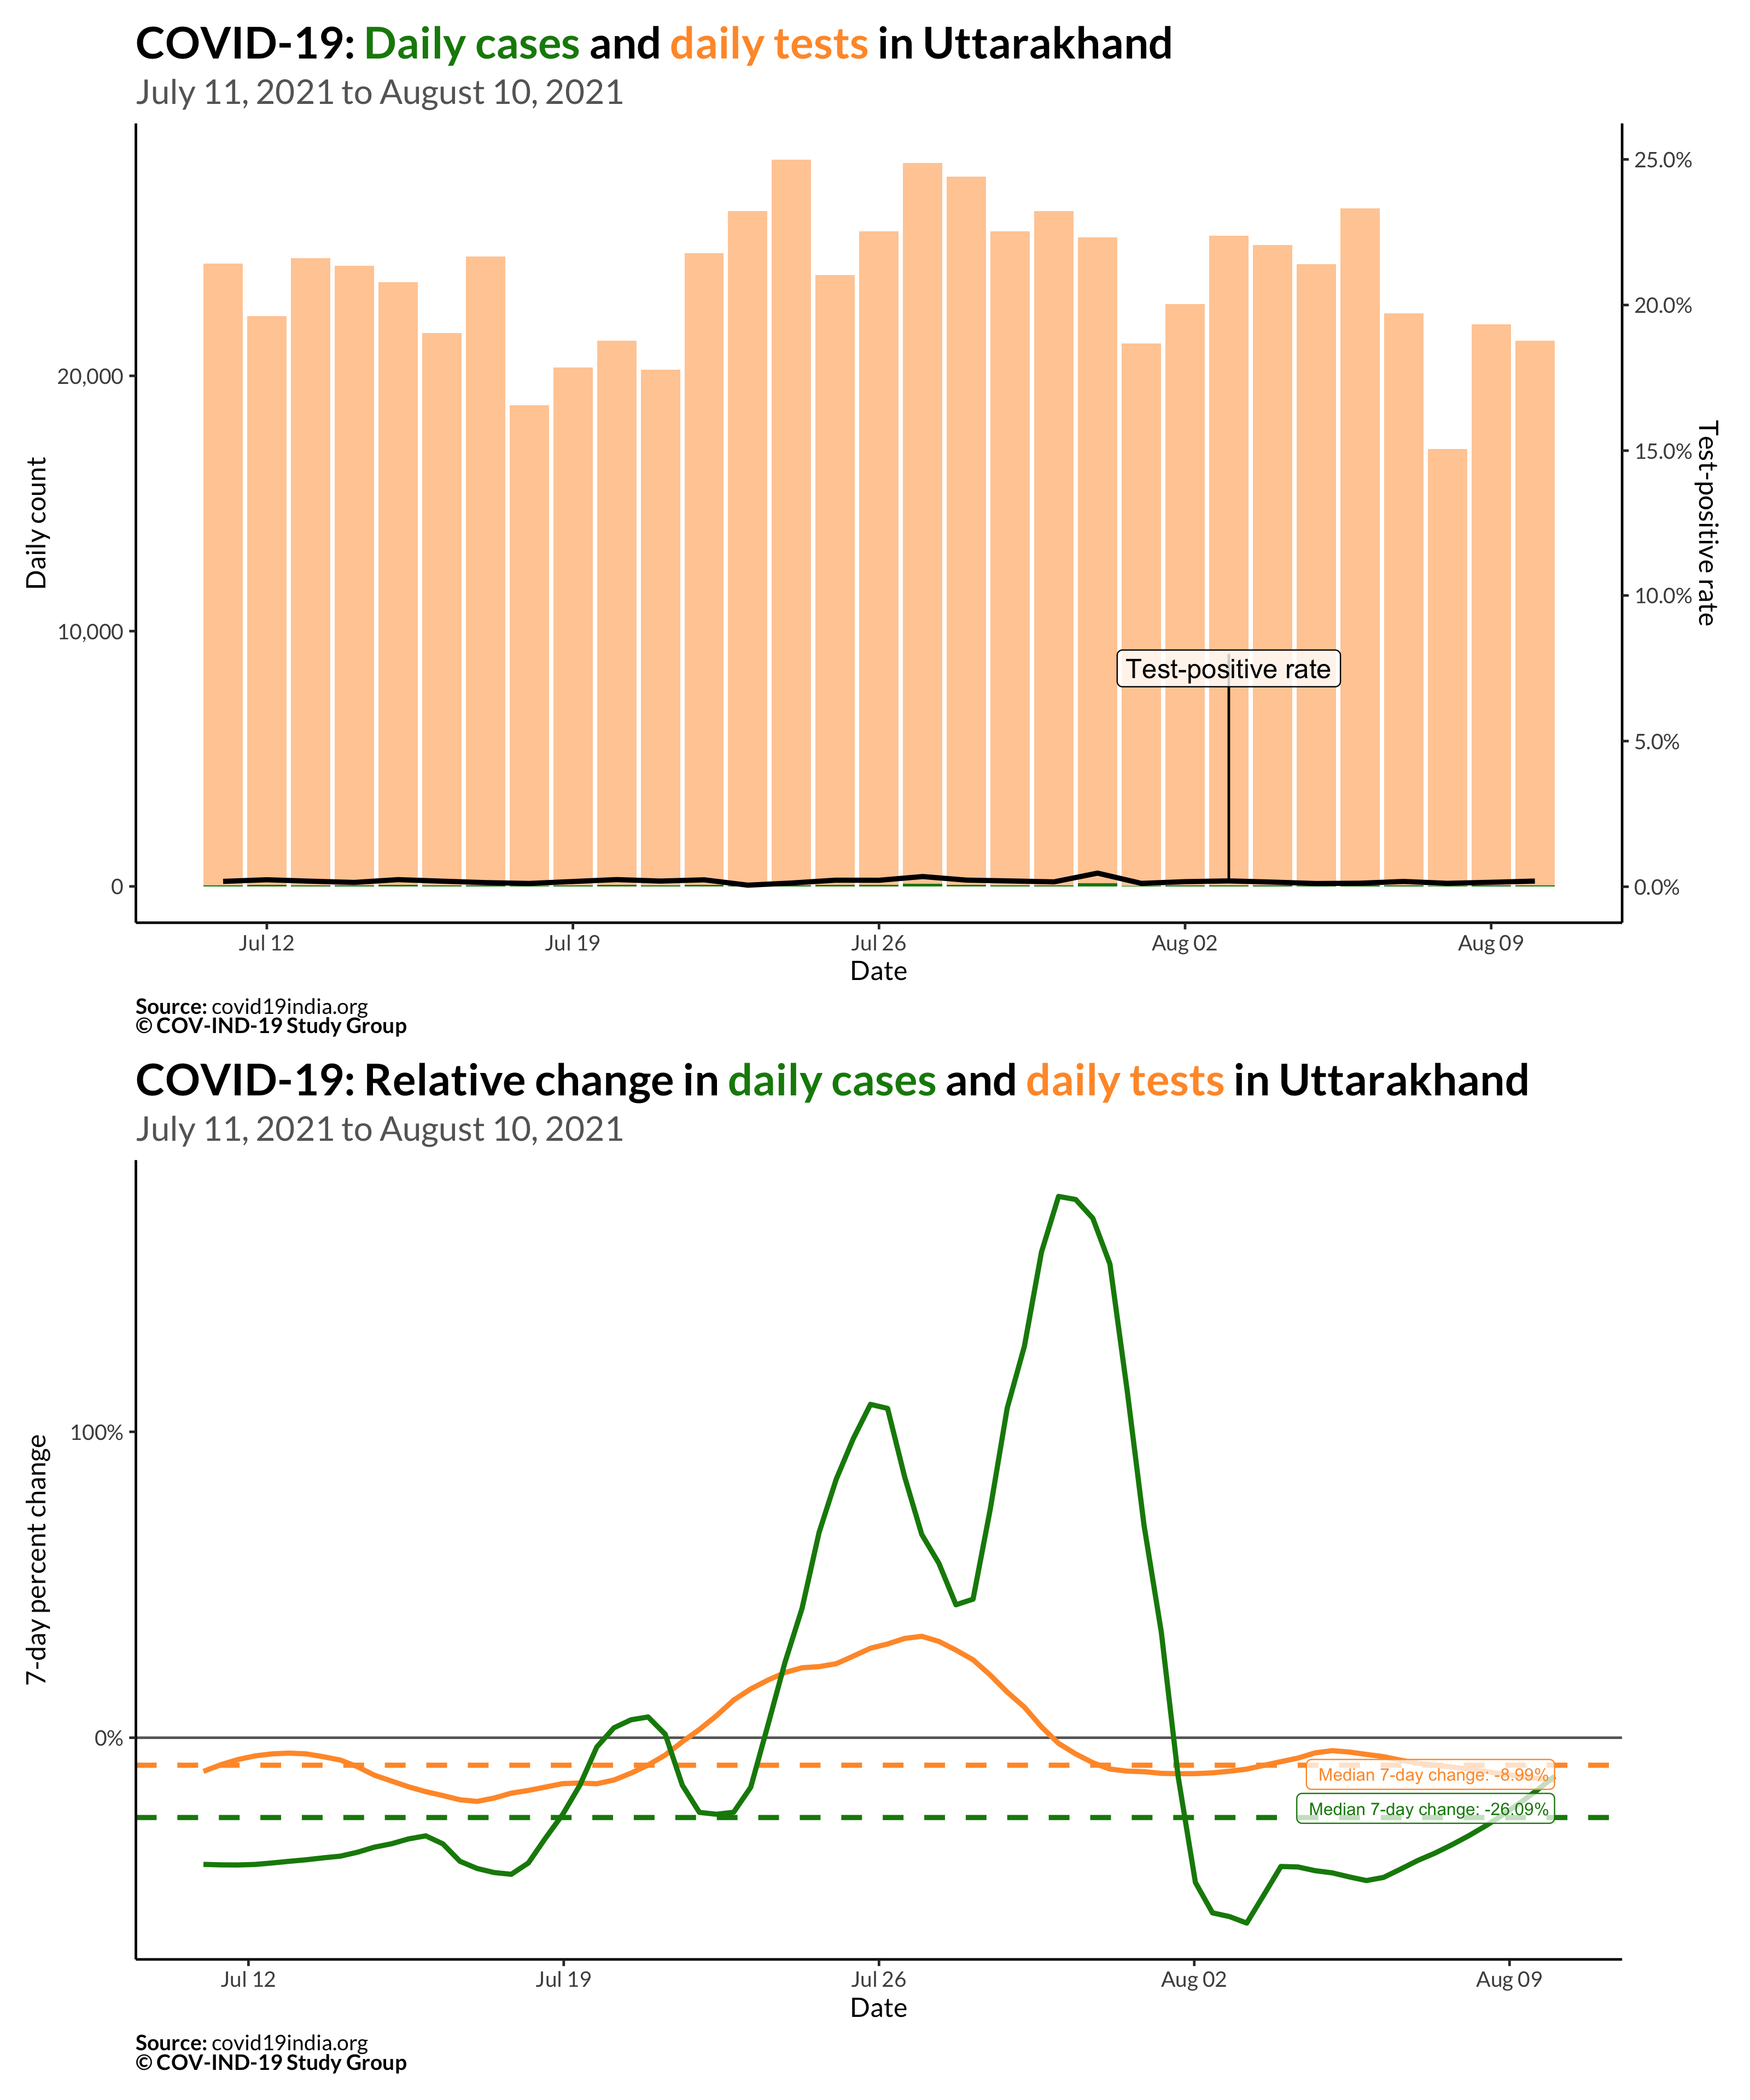 COVID-19: Daily cases and daily tests in Uttarakhand
July 11, 2021 to August 10, 2021
25.0%
20.0%
20,000
15.0%
Daily count
Test-positive rate
10.0%
10,000
Test-positive rate
5.0%
0
0.0%
Jul 12
Jul 19
Jul 26
Aug 02
Aug 09
Date
Source: covid19india.org
© COV-IND-19 Study Group
COVID-19: Relative change in daily cases and daily tests in Uttarakhand
July 11, 2021 to August 10, 2021
100%
7-day percent change
0%
Median 7-day change: -8.99%
Median 7-day change: -26.09%
Jul 12
Jul 19
Jul 26
Aug 02
Aug 09
Date
Source: covid19india.org
© COV-IND-19 Study Group